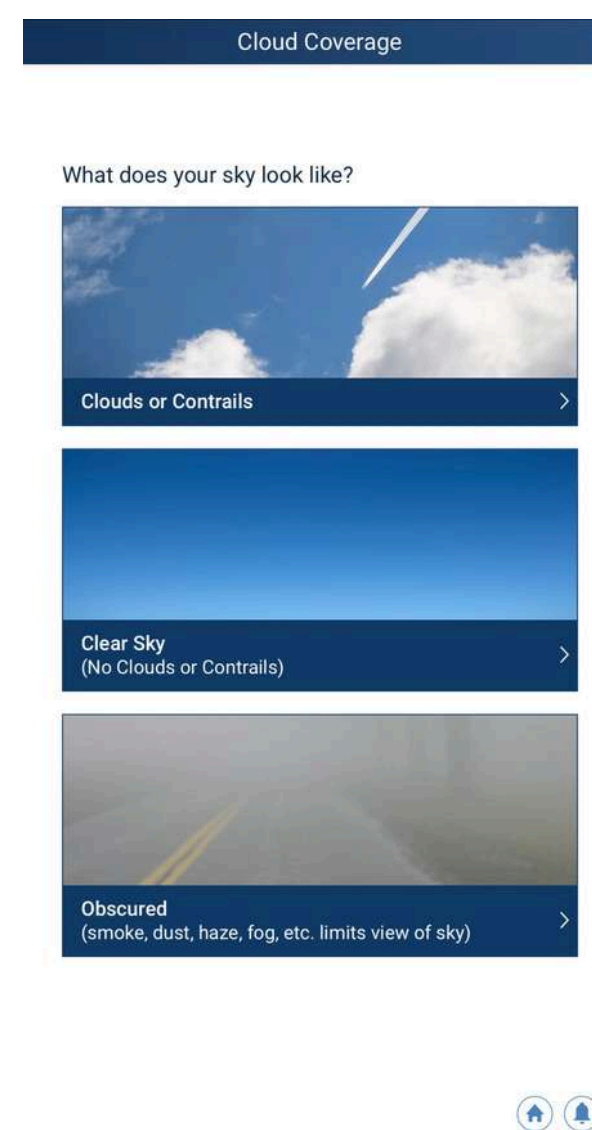 Cloud Coverage
What does your sky look like?
Clouds or Contrails
Clear Sky
(No Clouds or Contrails)
Obscured
(smoke, dust, haze, fog, etc. limits view of sky)